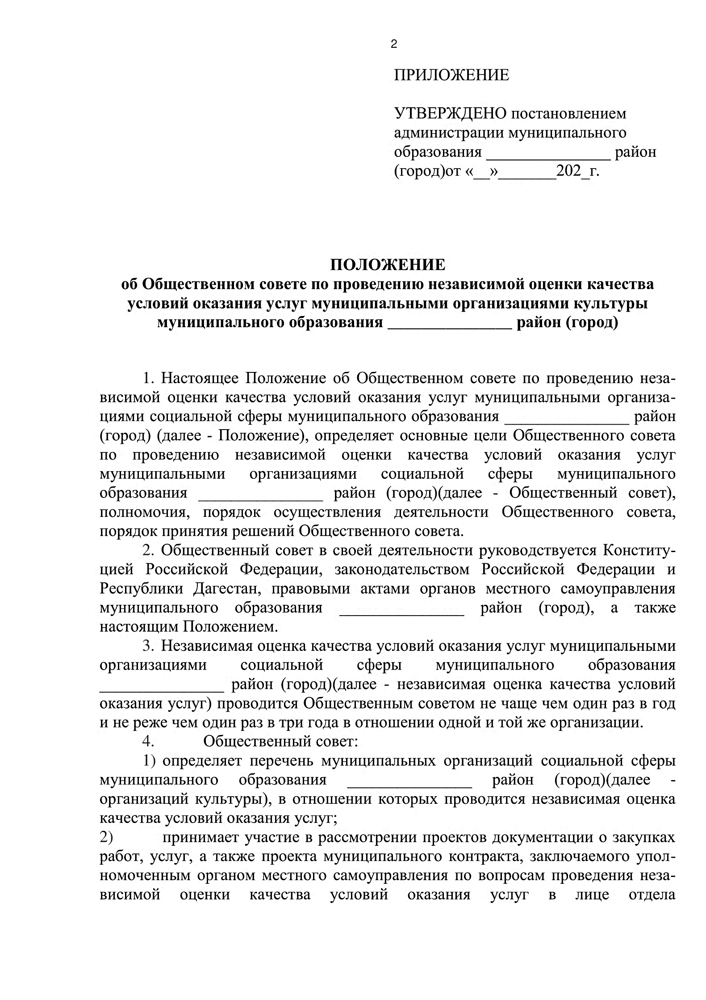 2
ПРИЛОЖЕНИЕ
УТВЕРЖДЕНО постановлением
администрации муниципального
образования _______________ район
(город)от «__»_______202_г.
ПОЛОЖЕНИЕ
об Общественном совете по проведению независимой оценки качества
условий оказания услуг муниципальными организациями культуры
муниципального образования _______________ район (город)
1. Настоящее Положение об Общественном совете по проведению неза-
висимой оценки качества условий оказания услуг муниципальными организа-
циями социальной сферы муниципального образования _______________ район
(город) (далее - Положение), определяет основные цели Общественного совета
по проведению независимой оценки качества условий оказания услуг
муниципальными организациями социальной сферы муниципального
образования _______________ район (город)(далее - Общественный совет),
полномочия, порядок осуществления деятельности Общественного совета,
порядок принятия решений Общественного совета.
2. Общественный совет в своей деятельности руководствуется Конститу-
цией Российской Федерации, законодательством Российской Федерации и
Республики Дагестан, правовыми актами органов местного самоуправления
муниципального образования _______________ район (город), а также
настоящим Положением.
3. Независимая оценка качества условий оказания услуг муниципальными
организациями социальной сферы муниципального образования
_______________ район (город)(далее - независимая оценка качества условий
оказания услуг) проводится Общественным советом не чаще чем один раз в год
и не реже чем один раз в три года в отношении одной и той же организации.
4. Общественный совет:
1) определяет перечень муниципальных организаций социальной сферы
муниципального образования _______________ район (город)(далее -
организаций культуры), в отношении которых проводится независимая оценка
качества условий оказания услуг;
2) принимает участие в рассмотрении проектов документации о закупках
работ, услуг, а также проекта муниципального контракта, заключаемого упол-
номоченным органом местного самоуправления по вопросам проведения неза-
висимой оценки качества условий оказания услуг в лице отдела